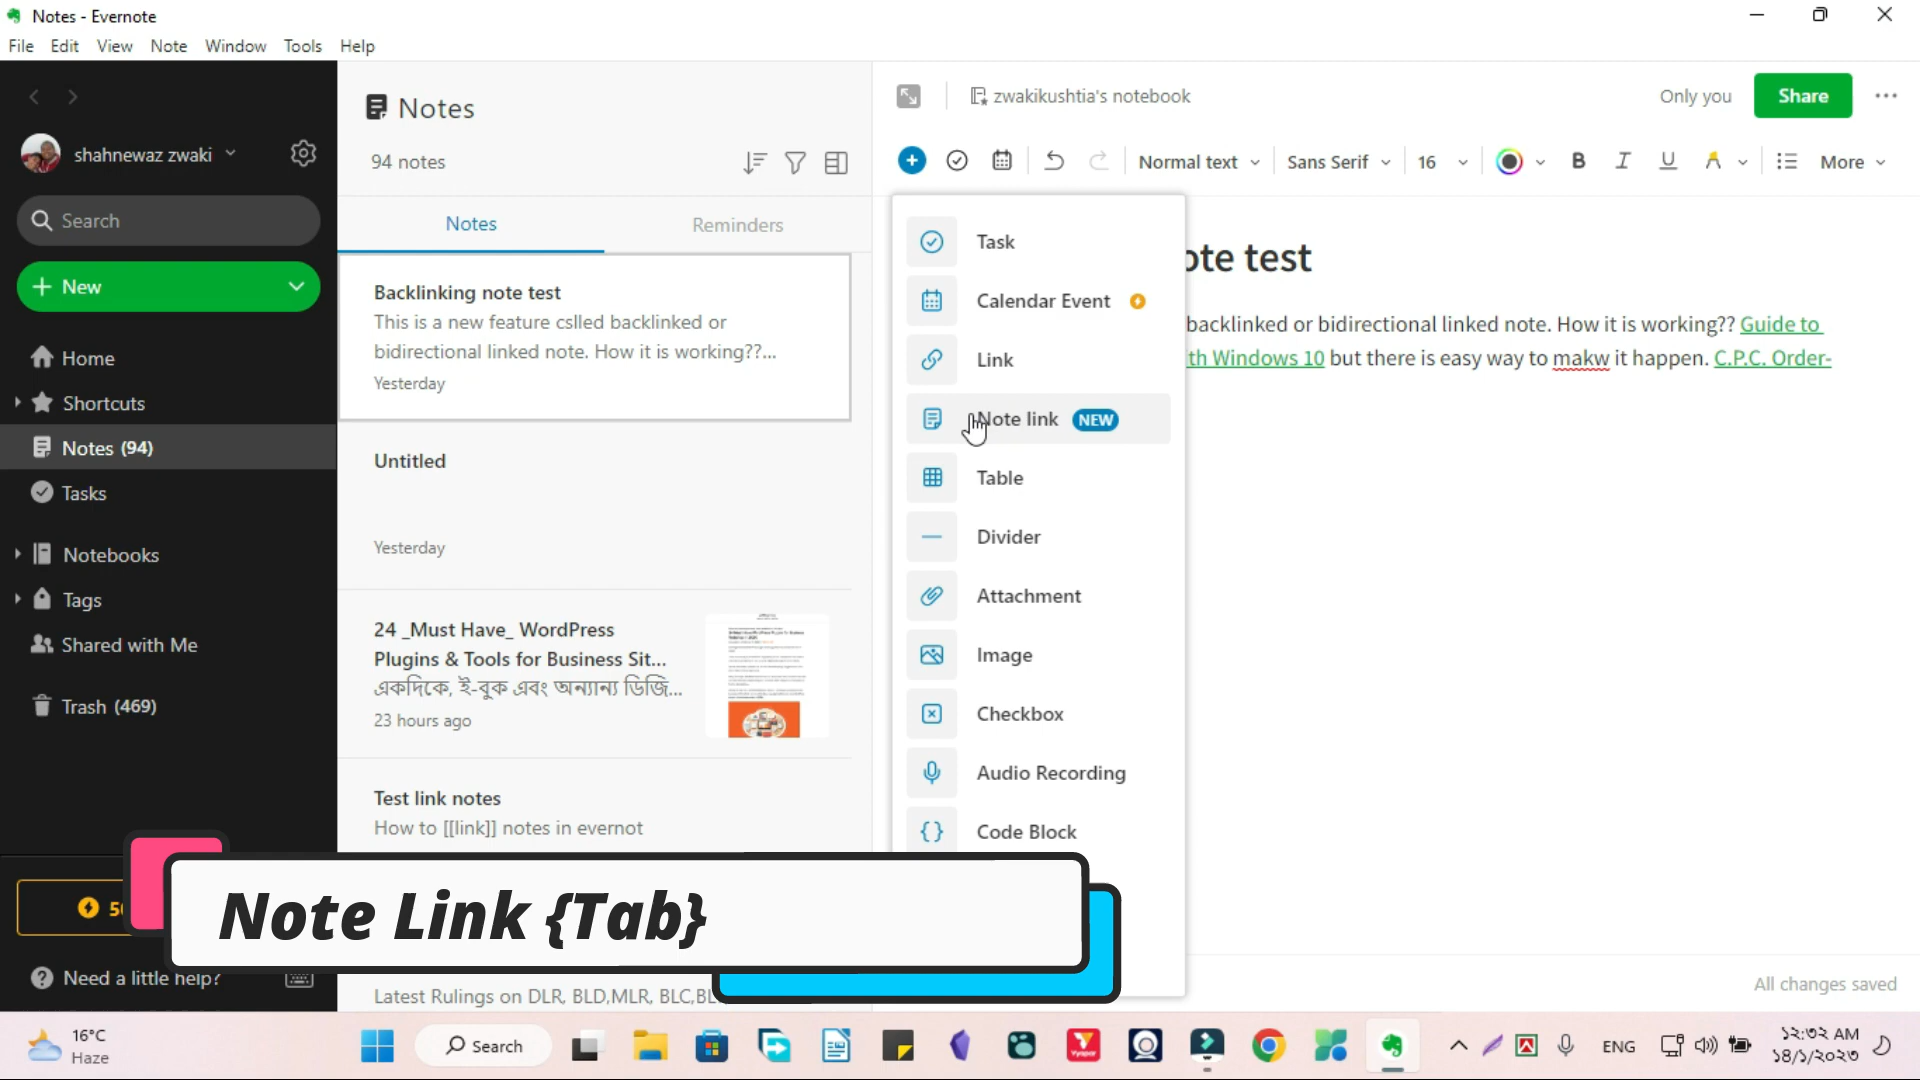 Notes - Evernote
File Edit View Note Window Tools Help
shahnewaz zwaki
Search
New
Home
Shortcuts
Notes (94)
Tasks
Notebooks
Tags
Shared with Me
Trash (469)
Need a little help?
Notes
94 notes
Notes Reminders
Backlinking note test
This is a new feature cslled backlinked or
bidirectional linked note. How it is working??...
Yesterday
Untitled
Yesterday
24 _Must Have_ WordPress
Plugins & Tools for Business Sit...
একদিকে, ই-বুক এবং অন্যান্য ডিজি...
23 hours ago
Test link notes
How to [[link]] notes in evernot
Latest Rulings on DLR, BLD,MLR, BLC,
zwakikushtia's notebook
Only you Share
Normal text Sans Serif 16 B I U A More
Task
Calendar Event
Link
Note link NEW
Table
Divider
Attachment
Image
Checkbox
Audio Recording
Code Block
ote test
backlinked or bidirectional linked note. How it is working?? Guide to
th Windows 10 but there is easy way to makw it happen. C.P.C. Order-
All changes saved
Note Link {Tab}
16°C
Haze
Search
Vyapar
ENG
১২:৩২ AM
১৪/১/২০২৩